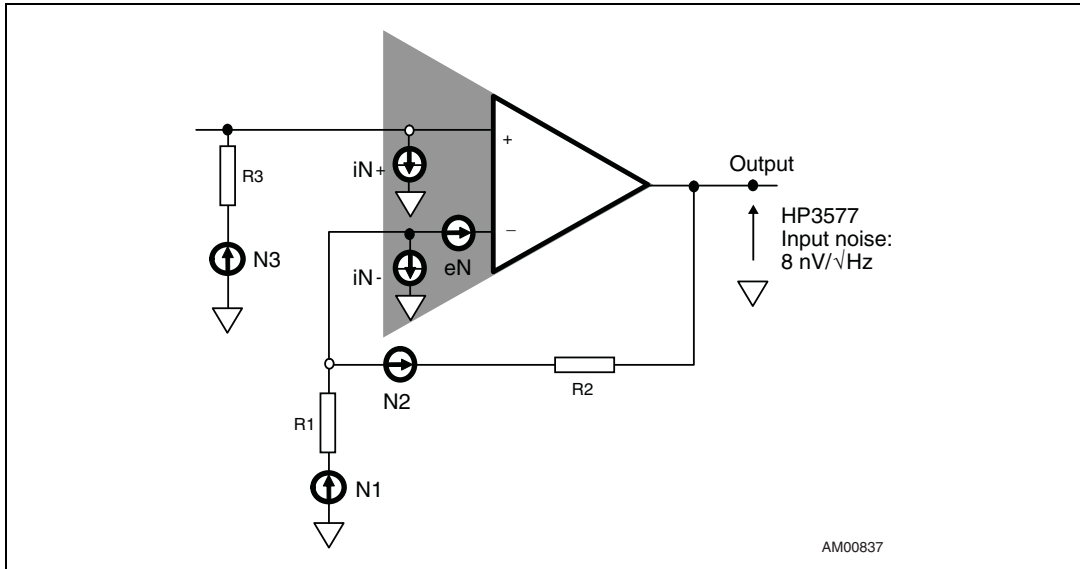 +
Output
R3
iN+
HP3577
Input noise:
8 nV/√Hz
−
N3
iN-
eN
N2
R2
R1
N1
AM00837